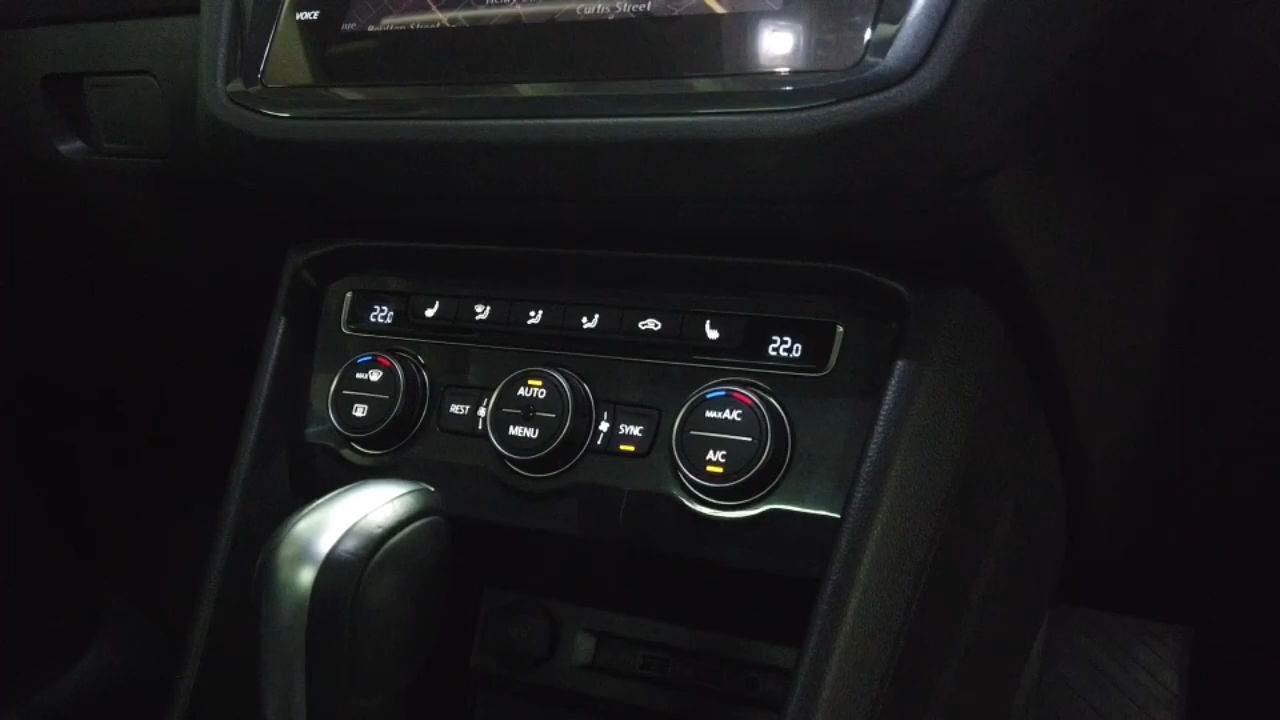 VOICE
Curtis Street
22.0
22.0
MAX
AUTO
MENU
REST
SYNC
MAX A/C
A/C